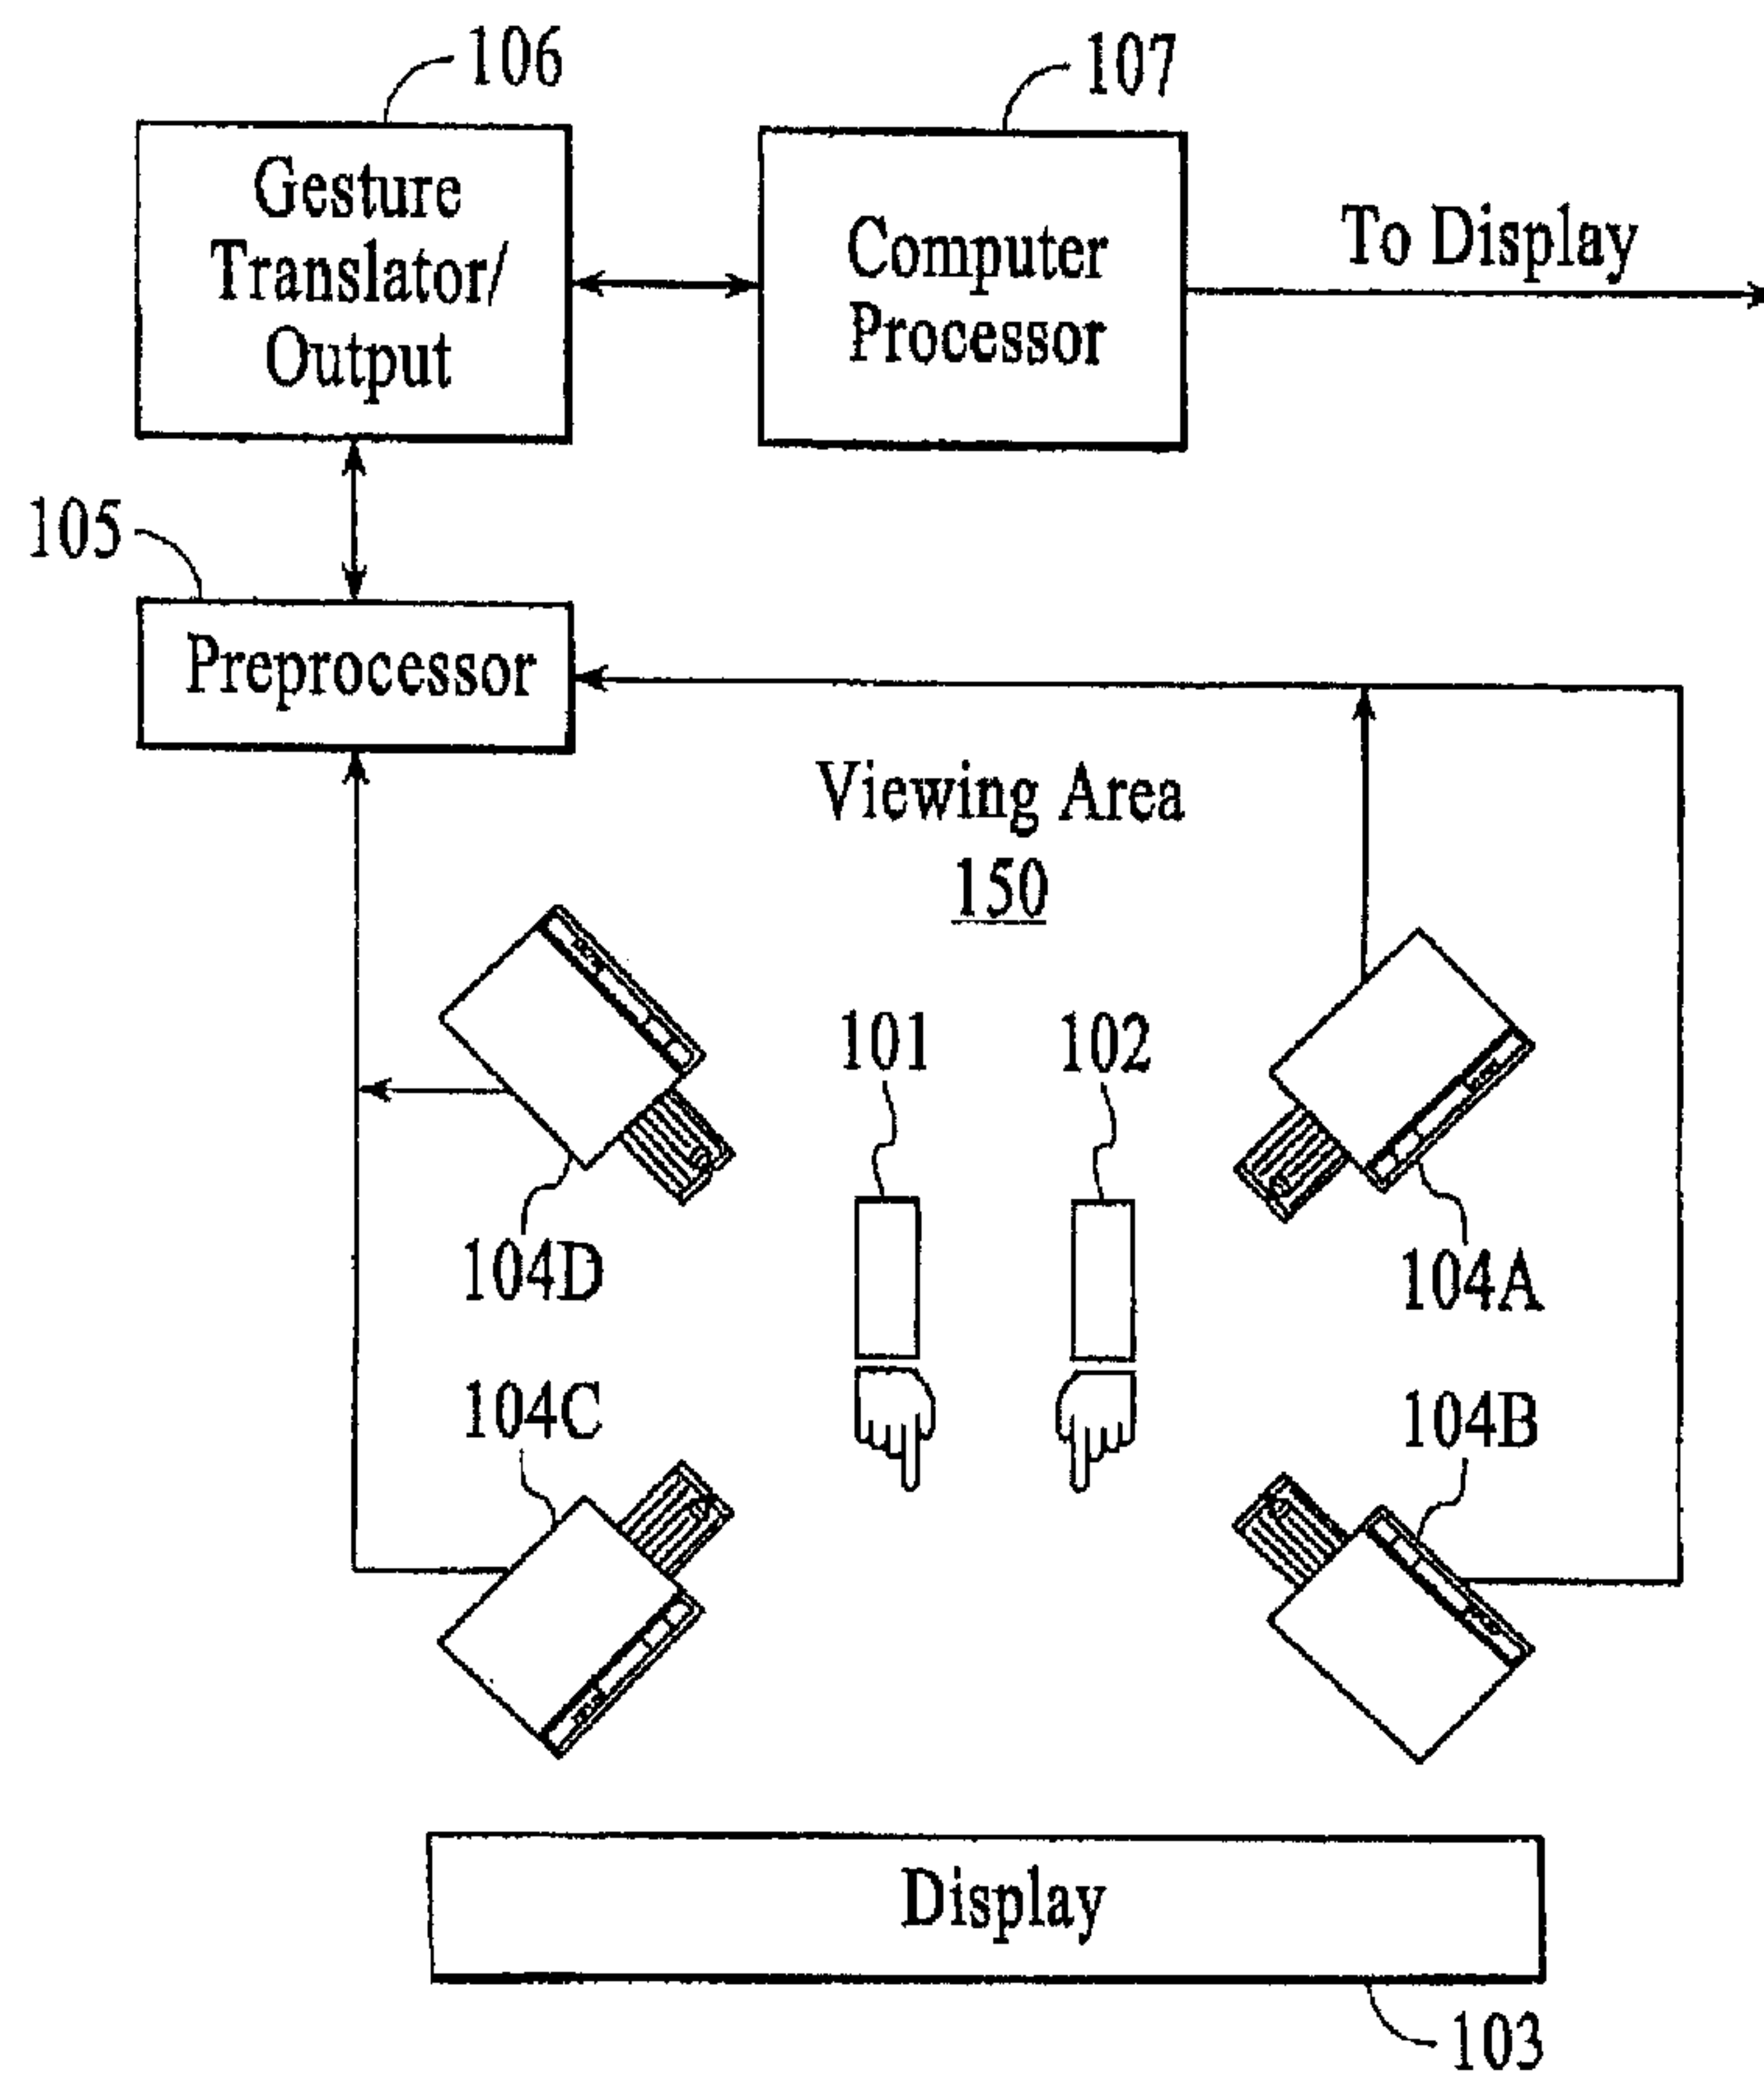 106
107
Gesture
Translator/
Output
Computer
Processor
To Display
105
Preprocessor
Viewing Area
150
101
102
104D
104A
104C
104B
Display
103